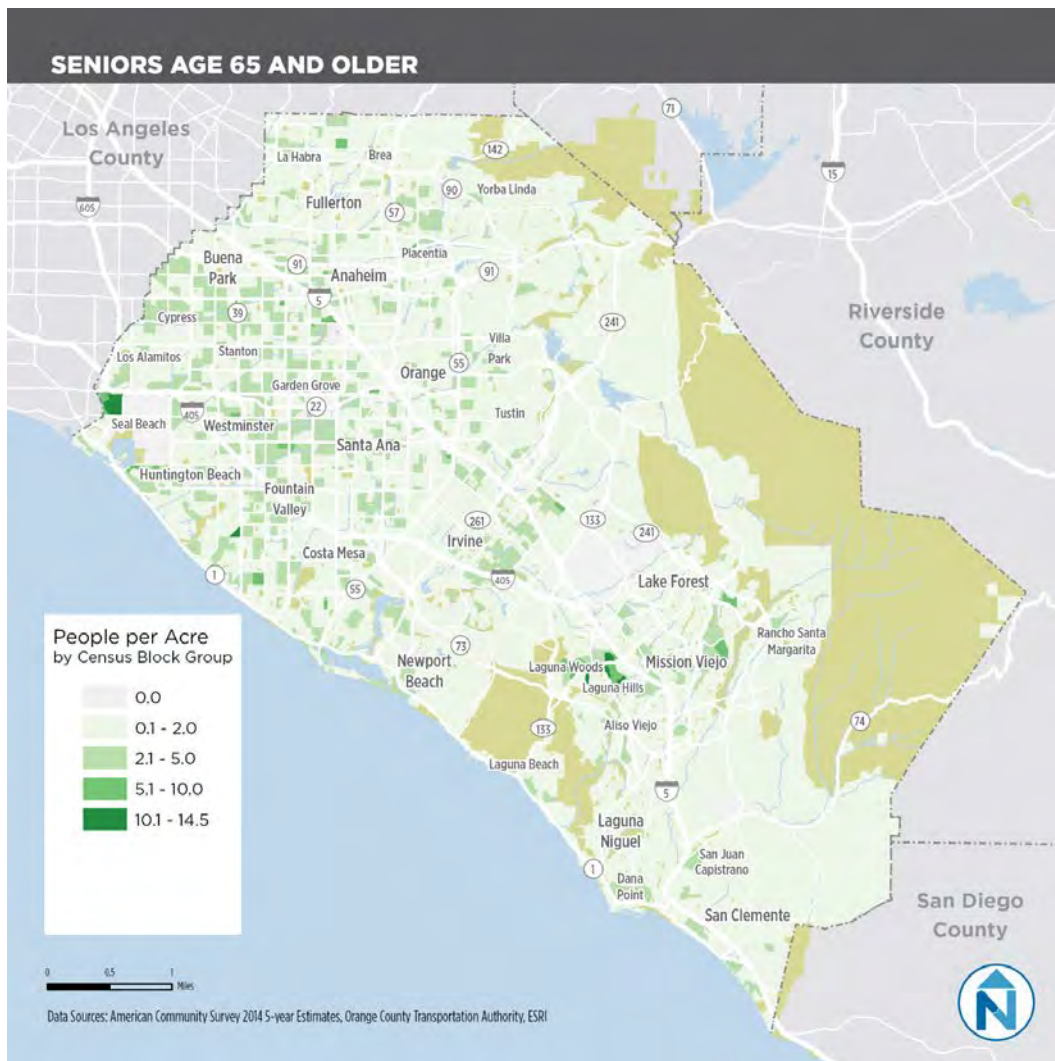 SENIORS AGE 65 AND OLDER
Los Angeles
County
71
142
15
La Habra
Brea
605
90
Yorba Linda
Fullerton
57
Placentia
Buena
Park
91
Anaheim
91
5
39
Cypress
241
Riverside
County
Villa
Park
Los Alamitos
Stanton
55
Orange
Garden Grove
22
Tustin
405
Seal Beach
Westminster
Santa Ana
Huntington Beach
Fountain
Valley
261
133
241
Irvine
Costa Mesa
1
405
Lake Forest
55
Rancho Santa
Margarita
73
Newport
Beach
Laguna Woods
Mission Viejo
Laguna Hills
74
133
Aliso Viejo
Laguna Beach
5
Laguna
Niguel
San Juan
Capistrano
1
Dana
Point
San Clemente
San Diego
County
People per Acre
by Census Block Group
0.0
0.1 - 2.0
2.1 - 5.0
5.1 - 10.0
10.1 - 14.5
0 0.5 1
Miles
N
Data Sources: American Community Survey 2014 5-year Estimates, Orange County Transportation Authority, ESRI